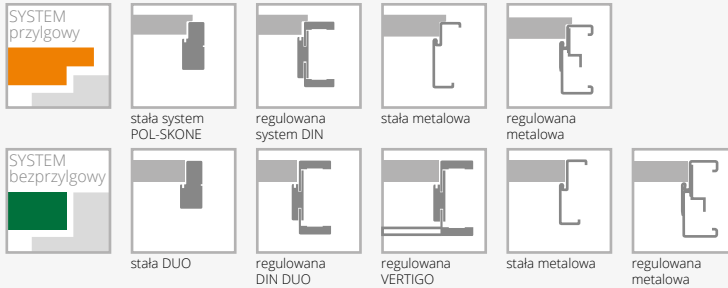 SYSTEM
przylgowy
stała system
POL-SKONE
regulowana
system DIN
stała metalowa
regulowana
metalowa
SYSTEM
bezprzylgowy
stała DUO
regulowana
DIN DUO
regulowana
VERTIGO
stała metalowa
regulowana
metalowa